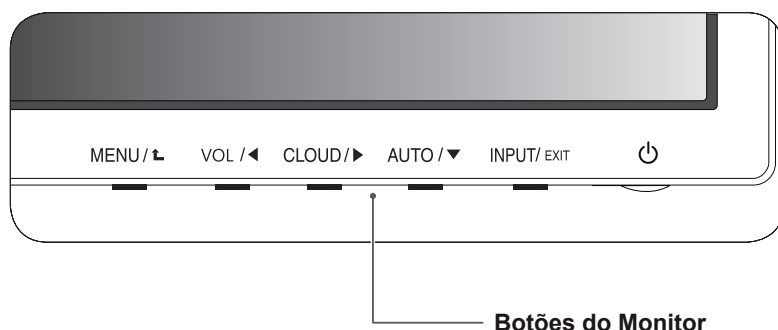 MENU/⮤ VOL /◀ CLOUD/▶ AUTO /▼ INPUT/ EXIT ⏻
Botões do Monitor